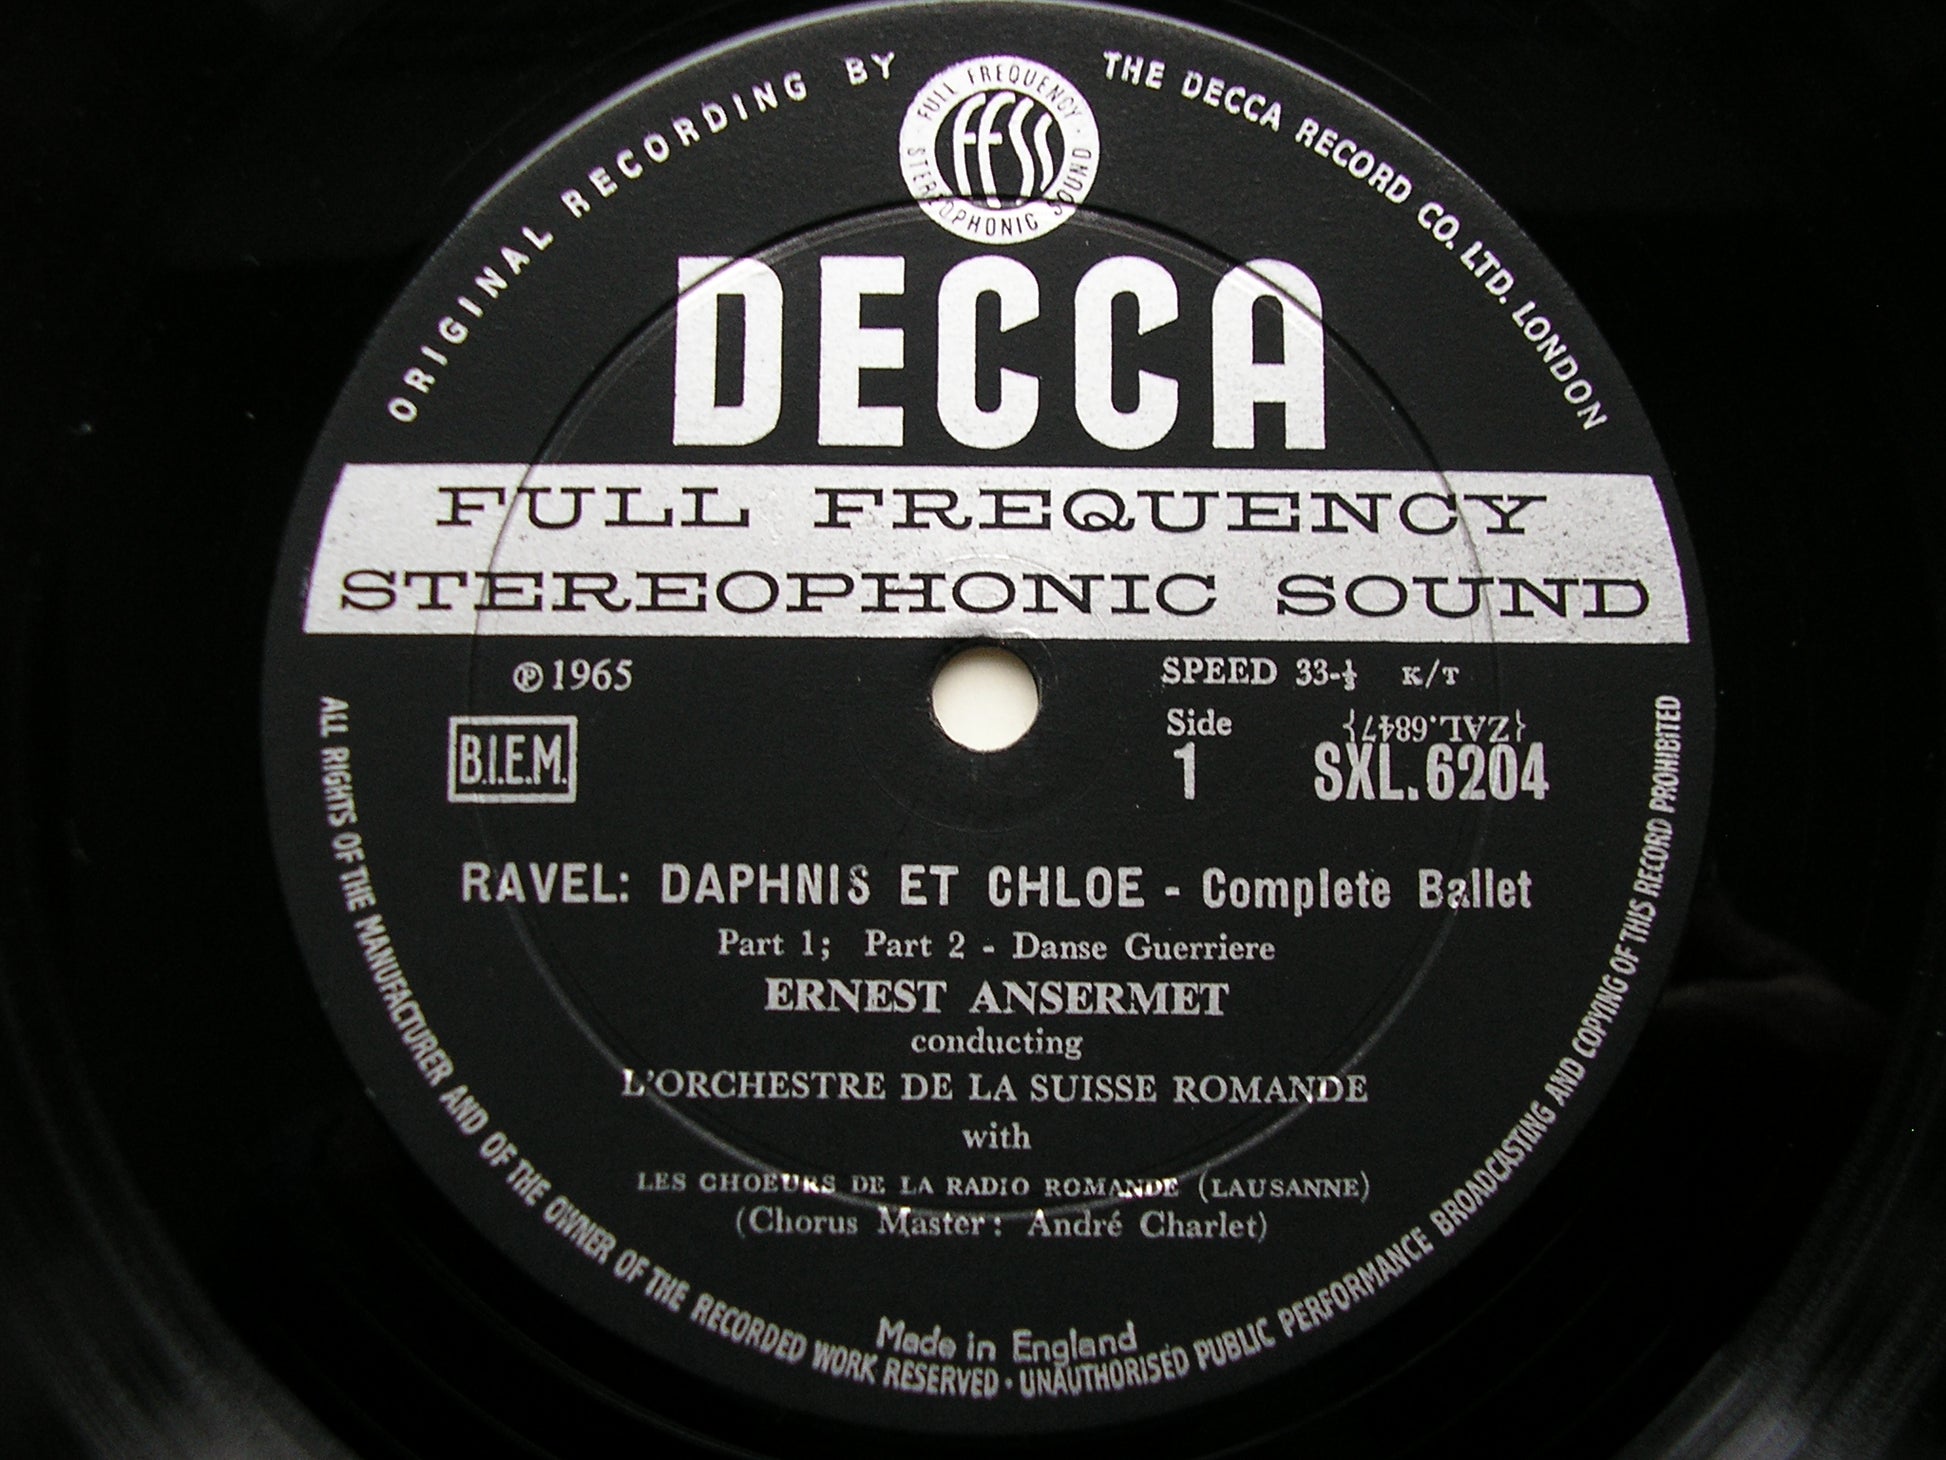 ORIGINAL RECORDING BY THE DECCA RECORD CO. LTD. LONDON
FULL FREQUENCY STEREOPHONIC SOUND
FFSS
DECCA
FULL FREQUENCY
STEREOPHONIC SOUND
℗1965
SPEED 33-⅓ K/T
B.I.E.M.
Side
1
{ZAL.6847}
SXL.6204
RAVEL: DAPHNIS ET CHLOE - Complete Ballet
Part 1; Part 2 - Danse Guerriere
ERNEST ANSERMET
conducting
L'ORCHESTRE DE LA SUISSE ROMANDE
with
LES CHOEURS DE LA RADIO ROMANDE (LAUSANNE)
(Chorus Master: André Charlet)
Made in England
ALL RIGHTS OF THE MANUFACTURER AND OF THE OWNER OF THE RECORDED WORK RESERVED · UNAUTHORISED PUBLIC PERFORMANCE BROADCASTING AND COPYING OF THIS RECORD PROHIBITED